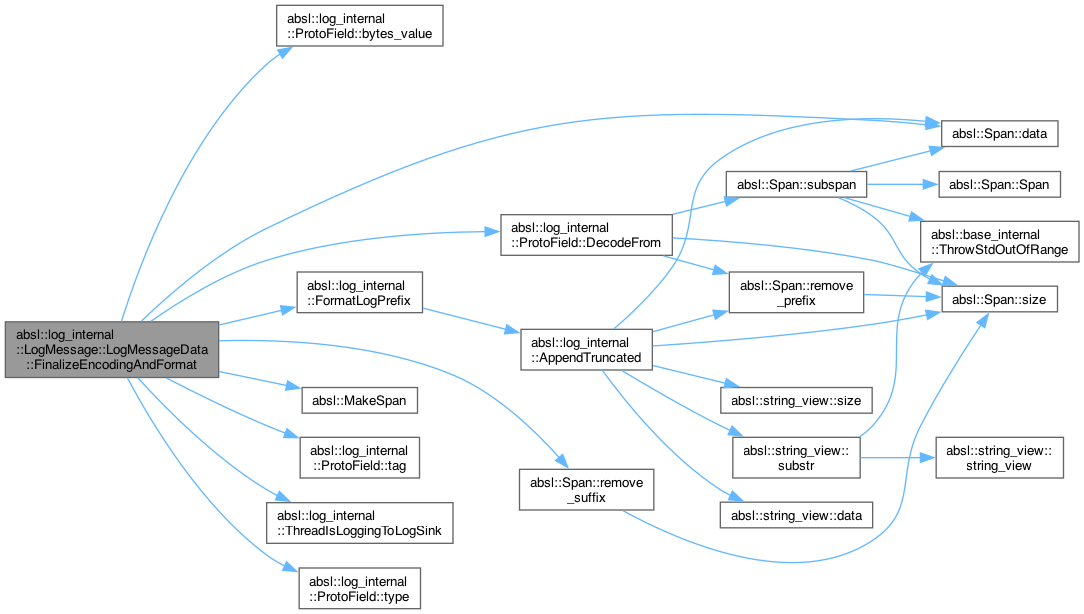 absl::log_internal
::ProtoField::bytes_value
absl::Span::data
absl::Span::subspan
absl::Span::Span
absl::log_internal
::ProtoField::DecodeFrom
absl::base_internal
::ThrowStdOutOfRange
absl::log_internal
::FormatLogPrefix
absl::Span::remove
_prefix
absl::Span::size
absl::log_internal
::LogMessage::LogMessageData
::FinalizeEncodingAndFormat
absl::log_internal
::AppendTruncated
absl::MakeSpan
absl::string_view::size
absl::log_internal
::ProtoField::tag
absl::string_view::
substr
absl::string_view::
string_view
absl::Span::remove
_suffix
absl::log_internal
::ThreadIsLoggingToLogSink
absl::string_view::data
absl::log_internal
::ProtoField::type